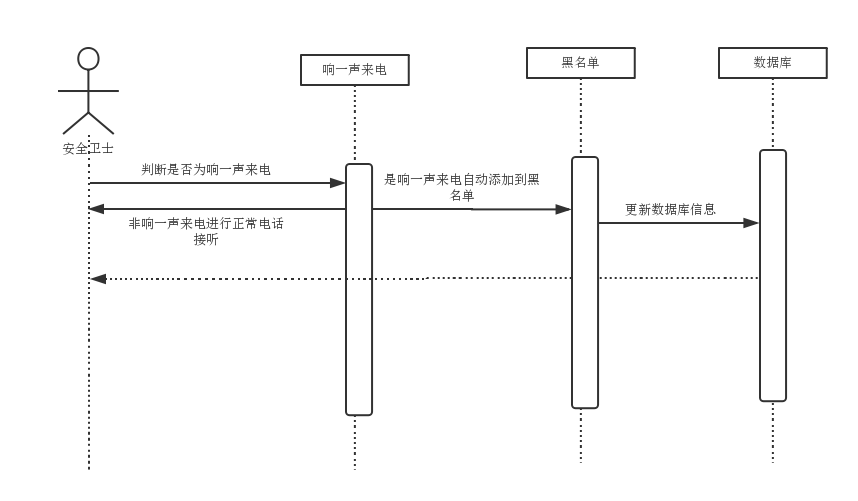 响一声来电
黑名单
数据库
安全卫士
判断是否为响一声来电
是响一声来电自动添加到黑
名单
非响一声来电进行正常电话
接听
更新数据库信息